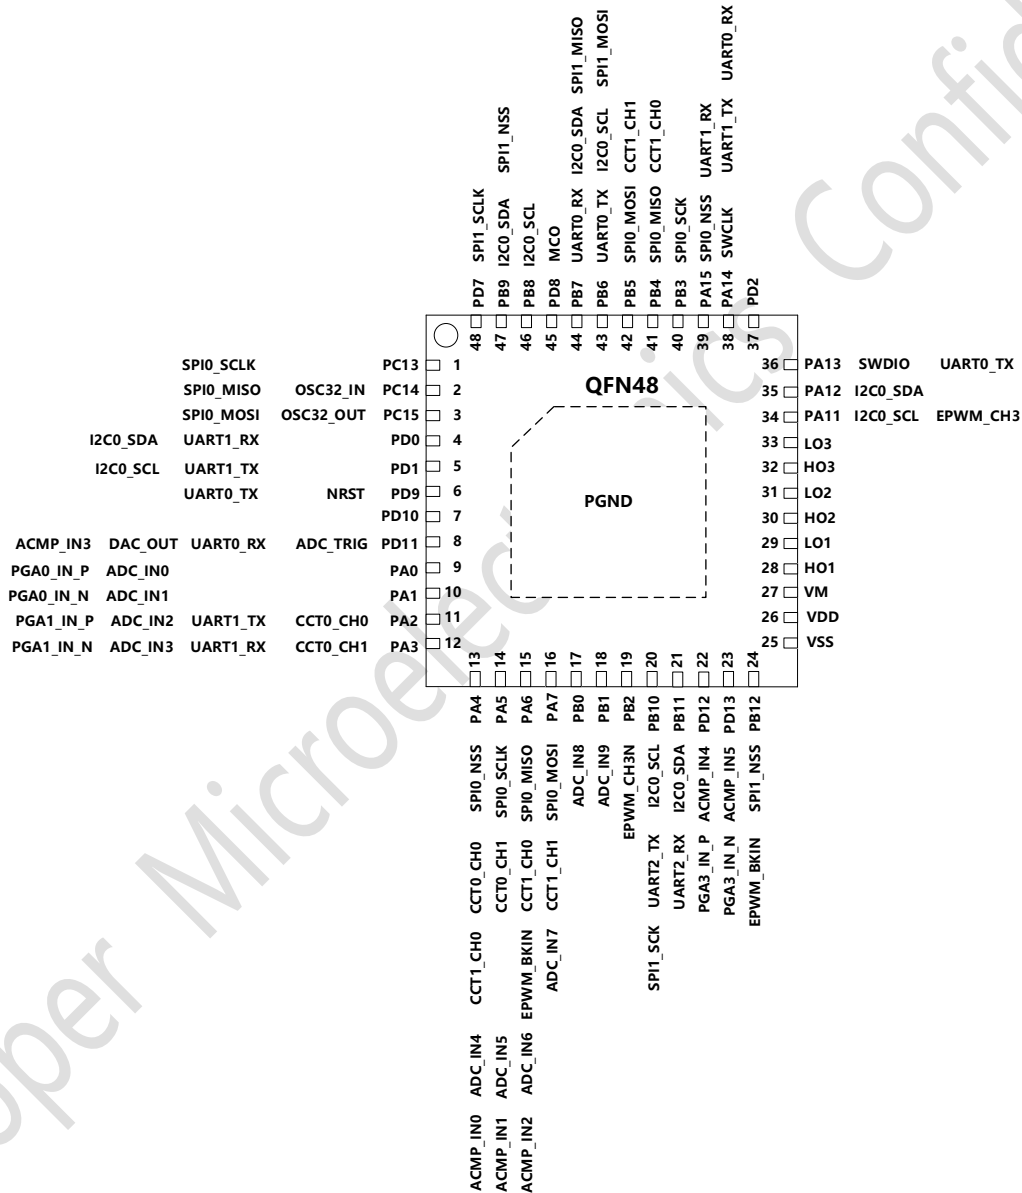 PD7 SPI1_SCLK
PB9 I2C0_SDA SPI1_NSS
PB8 I2C0_SCL
PD8 MCO
PB7 UART0_RX I2C0_SDA SPI1_MISO
PB6 UART0_TX I2C0_SCL SPI1_MOSI
PB5 SPI0_MOSI CCT1_CH1
PB4 SPI0_MISO CCT1_CH0
PB3 SPI0_SCK
PA15 SPI0_NSS UART1_RX
PA14 SWCLK UART1_TX UART0_RX
PD2
48 47 46 45 44 43 42 41 40 39 38 37
QFN48
PGND
SPI0_SCLK PC13 1
SPI0_MISO OSC32_IN PC14 2
SPI0_MOSI OSC32_OUT PC15 3
I2C0_SDA UART1_RX PD0 4
I2C0_SCL UART1_TX PD1 5
UART0_TX NRST PD9 6
PD10 7
ACMP_IN3 DAC_OUT UART0_RX ADC_TRIG PD11 8
PGA0_IN_P ADC_IN0 PA0 9
PGA0_IN_N ADC_IN1 PA1 10
PGA1_IN_P ADC_IN2 UART1_TX CCT0_CH0 PA2 11
PGA1_IN_N ADC_IN3 UART1_RX CCT0_CH1 PA3 12
36 PA13 SWDIO UART0_TX
35 PA12 I2C0_SDA
34 PA11 I2C0_SCL EPWM_CH3
33 LO3
32 HO3
31 LO2
30 HO2
29 LO1
28 HO1
27 VM
26 VDD
25 VSS
13 14 15 16 17 18 19 20 21 22 23 24
ACMP_IN0 ADC_IN4 CCT1_CH0 CCT0_CH0 SPI0_NSS PA4
ACMP_IN1 ADC_IN5 CCT0_CH1 SPI0_SCLK PA5
ACMP_IN2 ADC_IN6 EPWM_BKIN CCT1_CH0 SPI0_MISO PA6
ADC_IN7 CCT1_CH1 SPI0_MOSI PA7
ADC_IN8 PB0
ADC_IN9 PB1
EPWM_CH3N PB2
SPI1_SCK UART2_TX I2C0_SCL PB10
UART2_RX I2C0_SDA PB11
PGA3_IN_P ACMP_IN4 PD12
PGA3_IN_N ACMP_IN5 PD13
EPWM_BKIN SPI1_NSS PB12